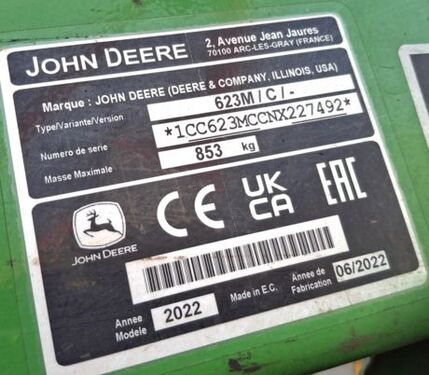 JOHN DEERE
2, Avenue Jean Jaures
70100 ARC-LES-GRAY (FRANCE)
Marque : JOHN DEERE (DEERE & COMPANY, ILLINOIS, USA)
Type/Variante/Version 623M/C/-
Numero de serie *1CC623MCCNX227492*
Masse Maximale 853 kg
JOHN DEERE
CE UK CA EAC
Annee Modele 2022
Made in E.C.
Annee de Fabrication 06/2022